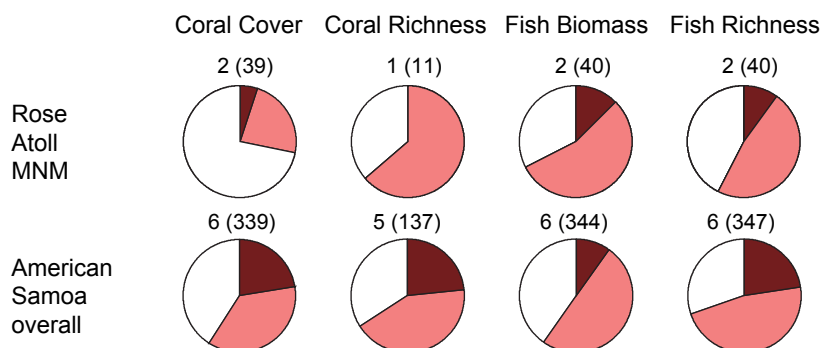 Coral Cover Coral Richness Fish Biomass Fish Richness
2 (39) 1 (11) 2 (40) 2 (40)
Rose
Atoll
MNM
6 (339) 5 (137) 6 (344) 6 (347)
American
Samoa
overall